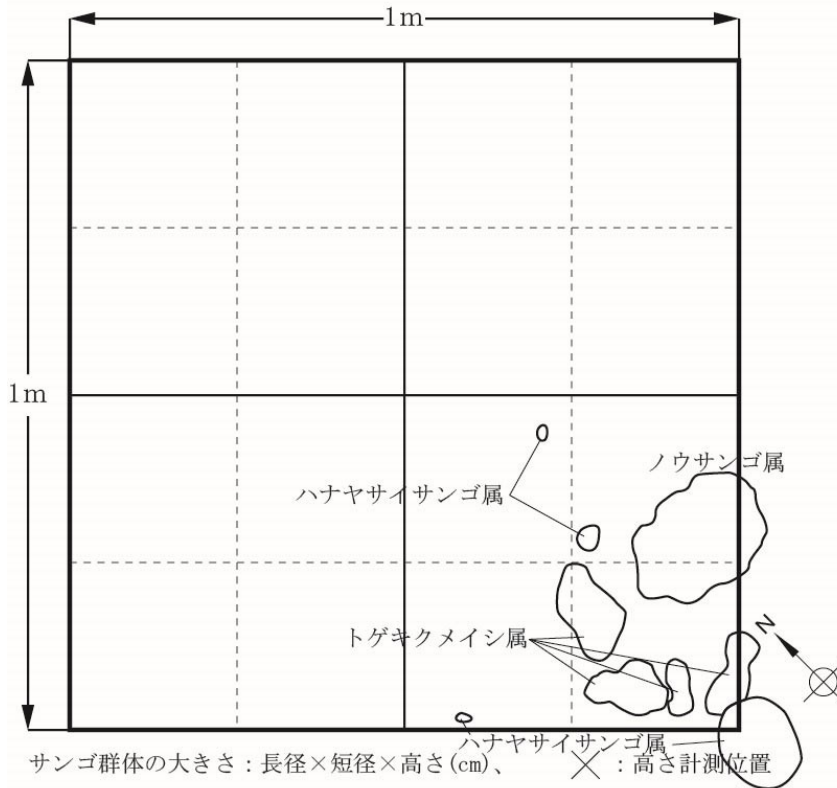 1m
1m
ノウサンゴ属
ハナヤサイサンゴ属
トゲキクメイシ属
N
ハナヤサイサンゴ属
サンゴ群体の大きさ：長径×短径×高さ(cm)、 ：高さ計測位置